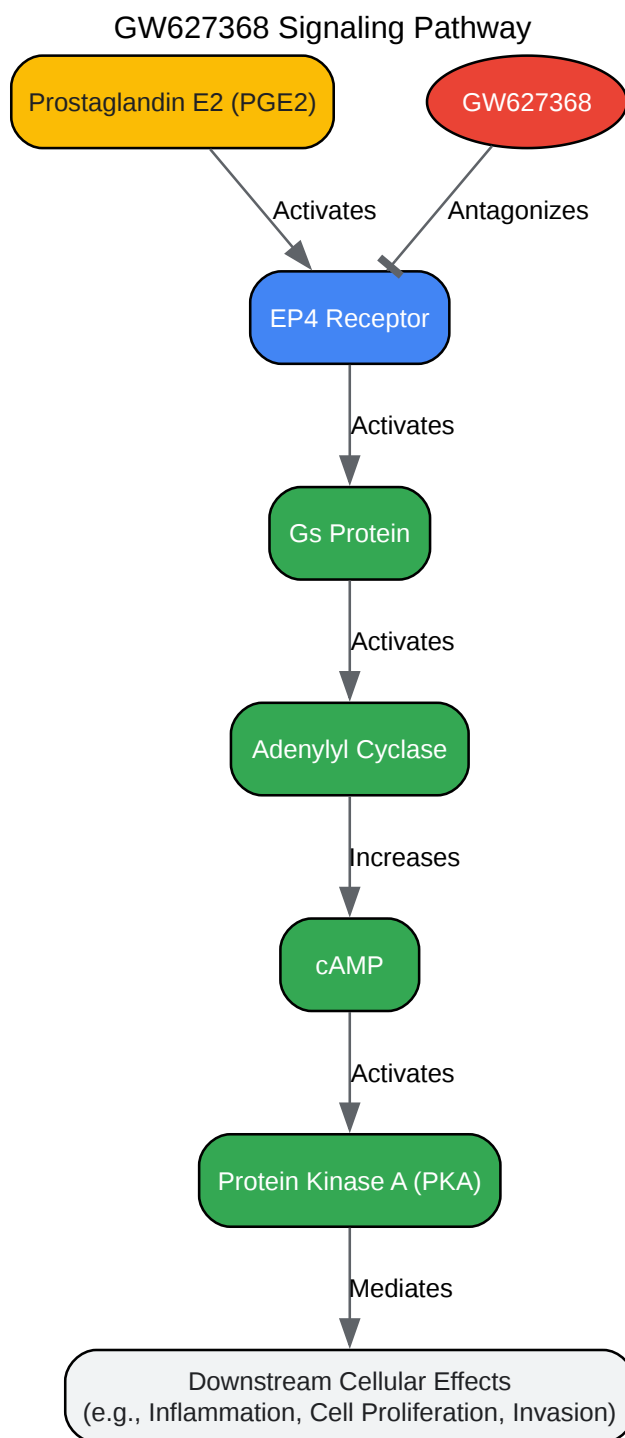 GW627368 Signaling Pathway
Prostaglandin E2 (PGE2)
GW627368
Activates
Antagonizes
EP4 Receptor
Activates
Gs Protein
Activates
Adenylyl Cyclase
Increases
cAMP
Activates
Protein Kinase A (PKA)
Mediates
Downstream Cellular Effects
(e.g., Inflammation, Cell Proliferation, Invasion)